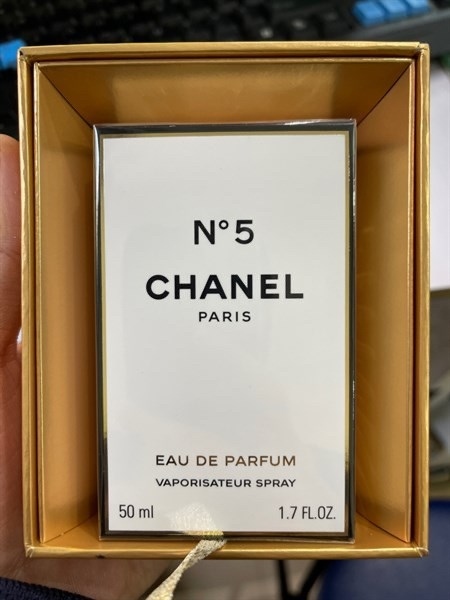 N°5
CHANEL
PARIS
EAU DE PARFUM
VAPORISATEUR SPRAY
50 ml 1.7 FL.OZ.